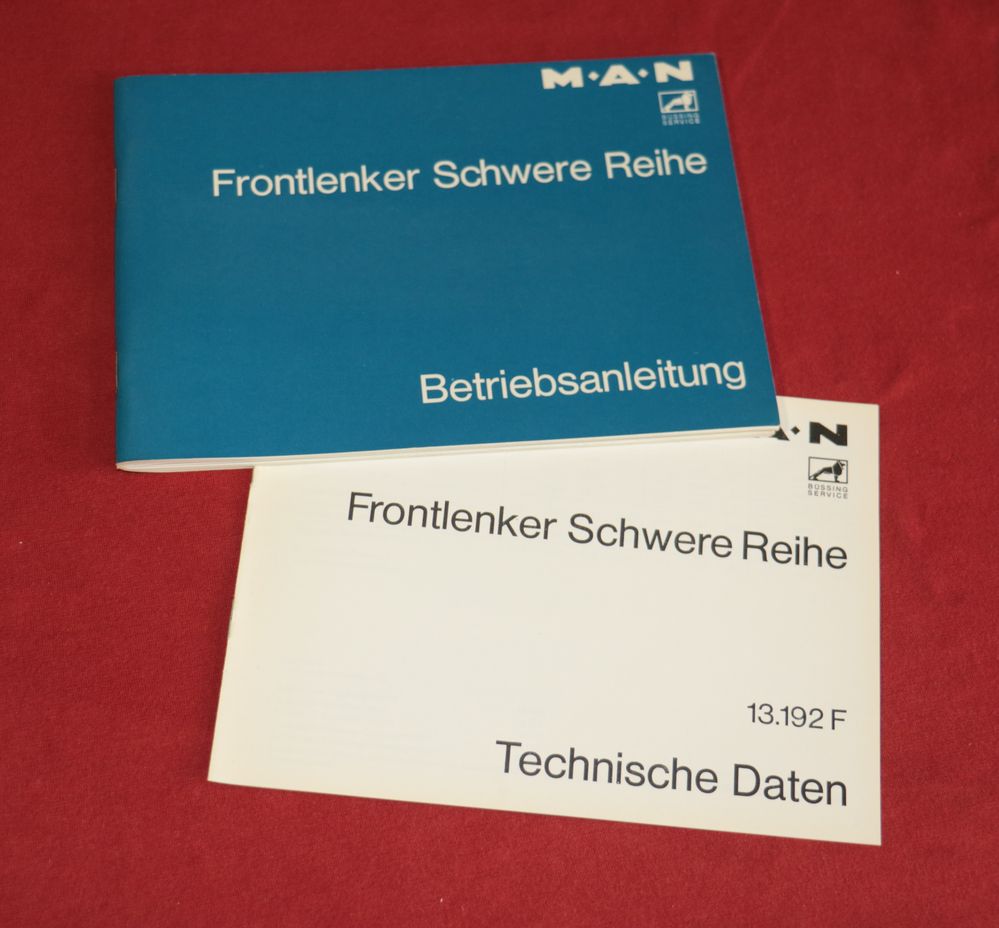 M·A·N
BÜSSING
SERVICE
Frontlenker Schwere Reihe
Betriebsanleitung
A·N
BÜSSING
SERVICE
Frontlenker Schwere Reihe
13.192 F
Technische Daten